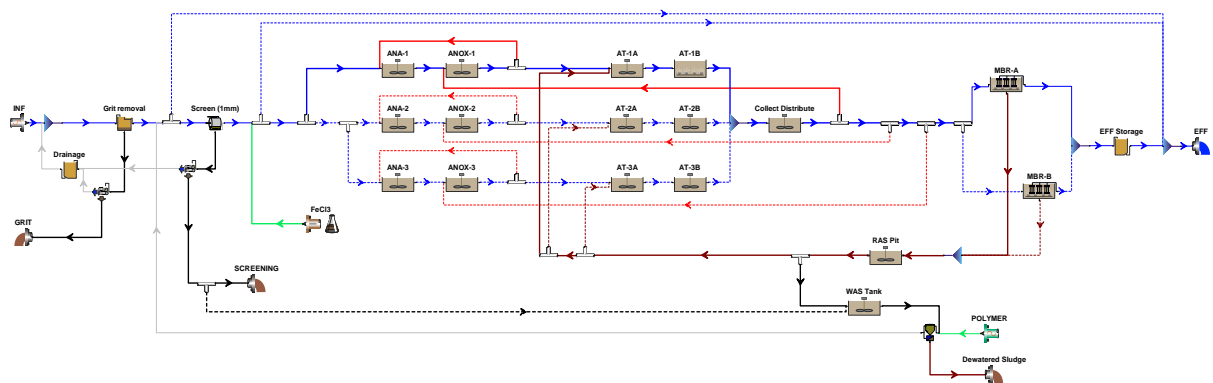 ANA-1
ANOX-1
AT-1A
AT-1B
MBR-A
INF
Grit removal
Screen (1mm)
ANA-2
ANOX-2
AT-2A
AT-2B
Collect Distribute
EFF Storage
EFF
Drainage
ANA-3
ANOX-3
AT-3A
AT-3B
MBR-B
GRIT
FeCl3
RAS Pit
SCREENING
WAS Tank
POLYMER
Dewatered Sludge